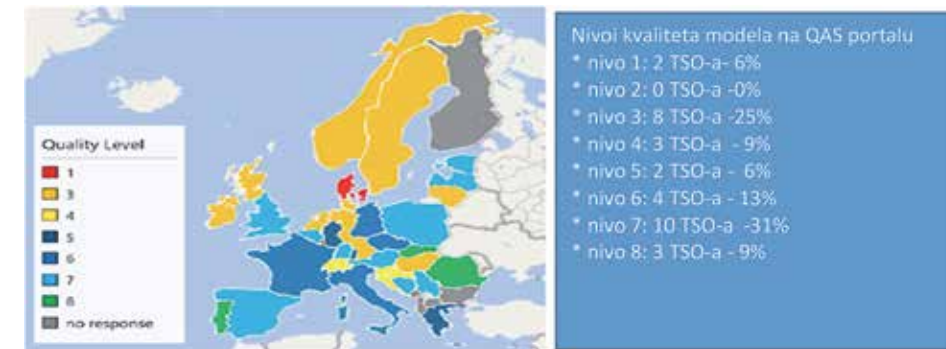 Quality Level
1
3
4
5
6
7
8
no response
Nivoi kvaliteta modela na QAS portalu
* nivo 1: 2 TSO-a- 6%
* nivo 2: 0 TSO-a -0%
* nivo 3: 8 TSO-a -25%
* nivo 4: 3 TSO-a - 9%
* nivo 5: 2 TSO-a - 6%
* nivo 6: 4 TSO-a - 13%
* nivo 7: 10 TSO-a -31%
* nivo 8: 3 TSO-a - 9%